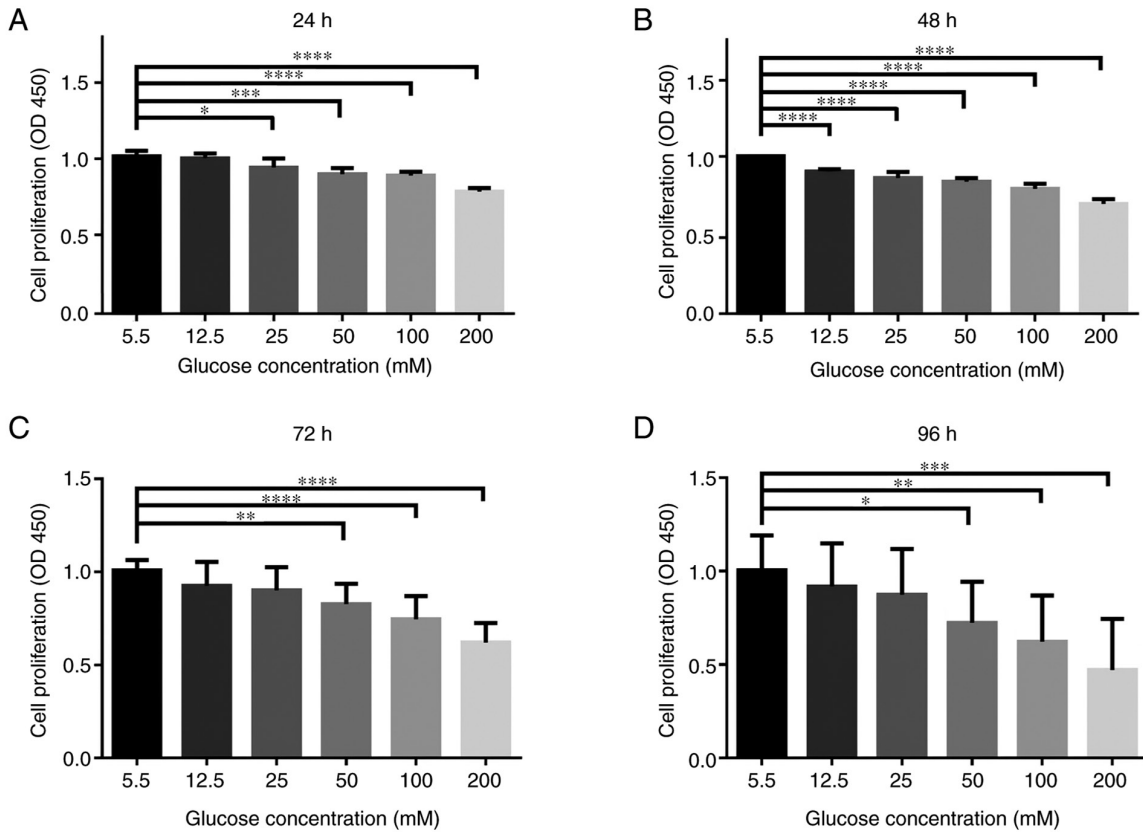 A
24 h
Cell proliferation (OD 450)
1.5
1.0
0.5
0.0
****
****
***
*
5.5 12.5 25 50 100 200
Glucose concentration (mM)
B
48 h
Cell proliferation (OD 450)
1.5
1.0
0.5
0.0
****
****
****
****
****
5.5 12.5 25 50 100 200
Glucose concentration (mM)
C
72 h
Cell proliferation (OD 450)
1.5
1.0
0.5
0.0
****
****
**
5.5 12.5 25 50 100 200
Glucose concentration (mM)
D
96 h
Cell proliferation (OD 450)
1.5
1.0
0.5
0.0
***
**
*
5.5 12.5 25 50 100 200
Glucose concentration (mM)